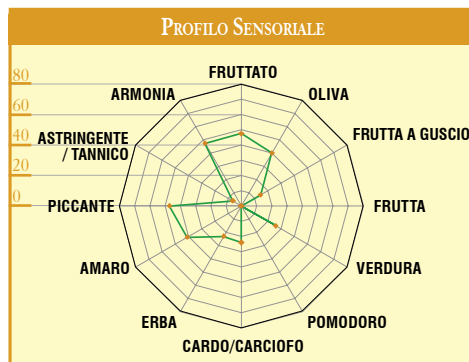 PROFILO SENSORIALE
80
60
40
20
0
FRUTTATO
OLIVA
FRUTTA A GUSCIO
FRUTTA
VERDURA
POMODORO
CARDO/CARCIOFO
ERBA
AMARO
PICCANTE
ASTRINGENTE
/ TANNICO
ARMONIA